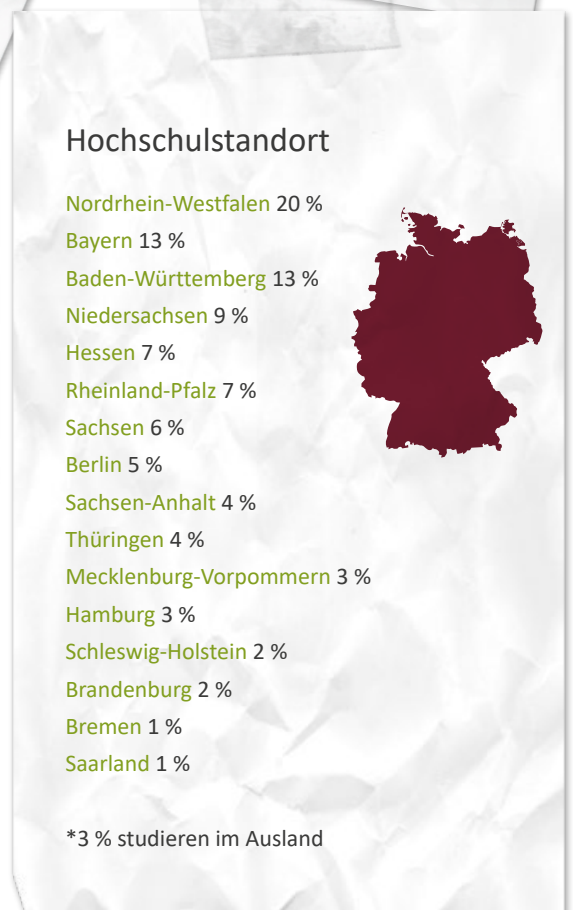 Hochschulstandort
Nordrhein-Westfalen 20 %
Bayern 13 %
Baden-Württemberg 13 %
Niedersachsen 9 %
Hessen 7 %
Rheinland-Pfalz 7 %
Sachsen 6 %
Berlin 5 %
Sachsen-Anhalt 4 %
Thüringen 4 %
Mecklenburg-Vorpommern 3 %
Hamburg 3 %
Schleswig-Holstein 2 %
Brandenburg 2 %
Bremen 1 %
Saarland 1 %
*3 % studieren im Ausland